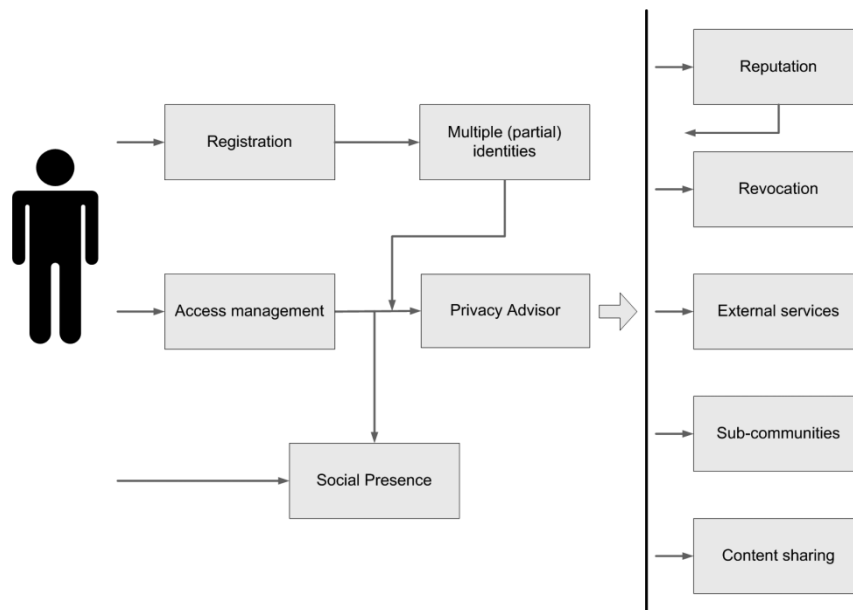 Reputation
Registration
Multiple (partial)
identities
Revocation
Access management
Privacy Advisor
External services
Sub-communities
Social Presence
Content sharing